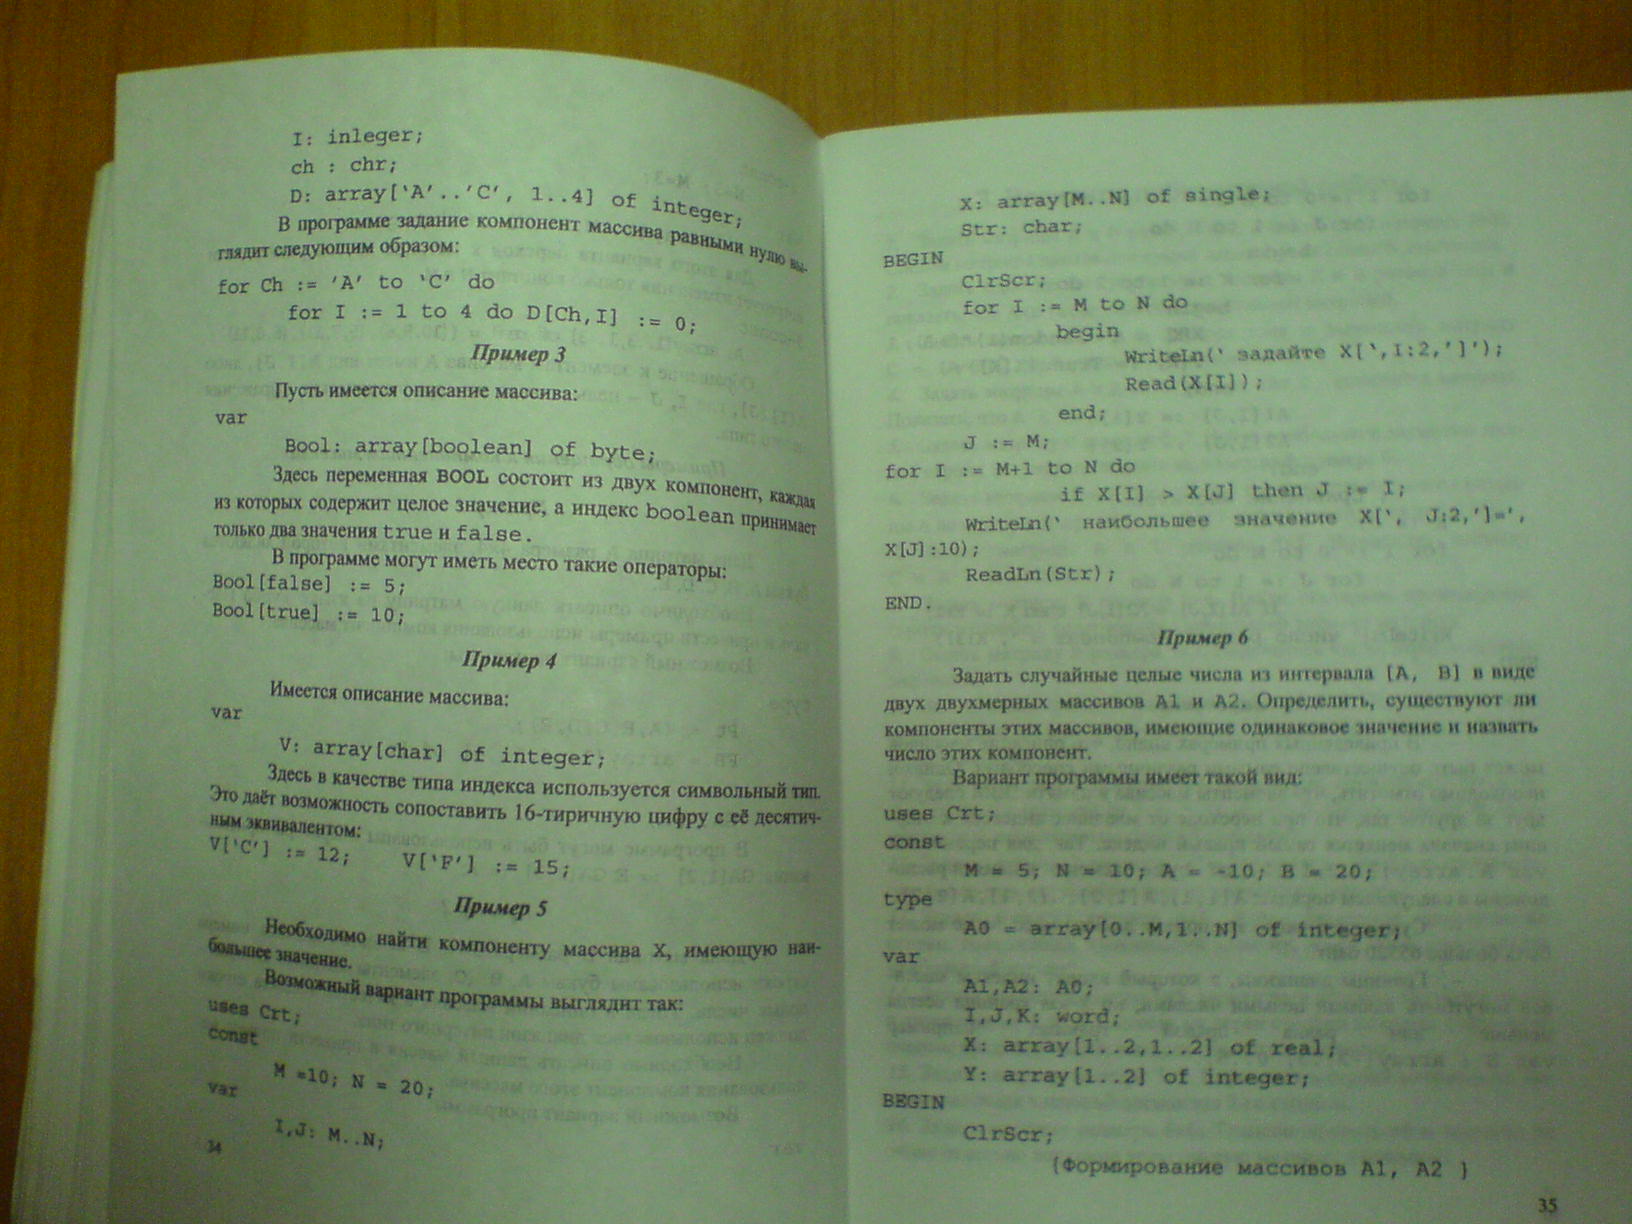 I: inleger;
ch : chr;
D: array[‘A’..’C’, 1..4] of integer;
В программе задание компонент массива равными нулю вы-
глядит следующим образом:
for Ch := ’A’ to ‘C’ do
for I := 1 to 4 do D[Ch,I] := 0;
Пример 3
Пусть имеется описание массива:
var
Bool: array[boolean] of byte;
Здесь переменная BOOL состоит из двух компонент, каждая
из которых содержит целое значение, а индекс boolean принимает
только два значения true и false.
В программе могут иметь место такие операторы:
Bool[false] := 5;
Bool[true] := 10;
Пример 4
Имеется описание массива:
var
V: array[char] of integer;
Здесь в качестве типа индекса используется символьный тип.
Это даёт возможность сопоставить 16-тиричную цифру с её десятич-
ным эквивалентом:
V[‘C’] := 12; V[‘F’] := 15;
Пример 5
Необходимо найти компоненту массива X, имеющую наи-
большее значение.
Возможный вариант программы выглядит так:
uses Crt;
const
M =10; N = 20;
var
I,J: M..N;
34
X: array[M..N] of single;
Str: char;
BEGIN
ClrScr;
for I := M to N do
begin
WriteLn(‘ задайте X[‘,I:2,’]’);
Read(X[I]);
end;
J := M;
for I := M+1 to N do
if X[I] > X[J] then J := I;
WriteLn(‘ наибольшее значение X[‘, J:2,’]=’,
X[J]:10);
ReadLn(Str);
END.
Пример 6
Задать случайные целые числа из интервала [A, B] в виде
двух двухмерных массивов A1 и A2. Определить, существуют ли
компоненты этих массивов, имеющие одинаковое значение и назвать
число этих компонент.
Вариант программы имеет такой вид:
uses Crt;
const
M = 5; N = 10; A = -10; B = 20;
type
A0 = array[0..M,1..N] of integer;
var
A1,A2: A0;
I,J,K: word;
X: array[1..2,1..2] of real;
Y: array[1..2] of integer;
BEGIN
ClrScr;
{Формирование массивов A1, A2 }
35